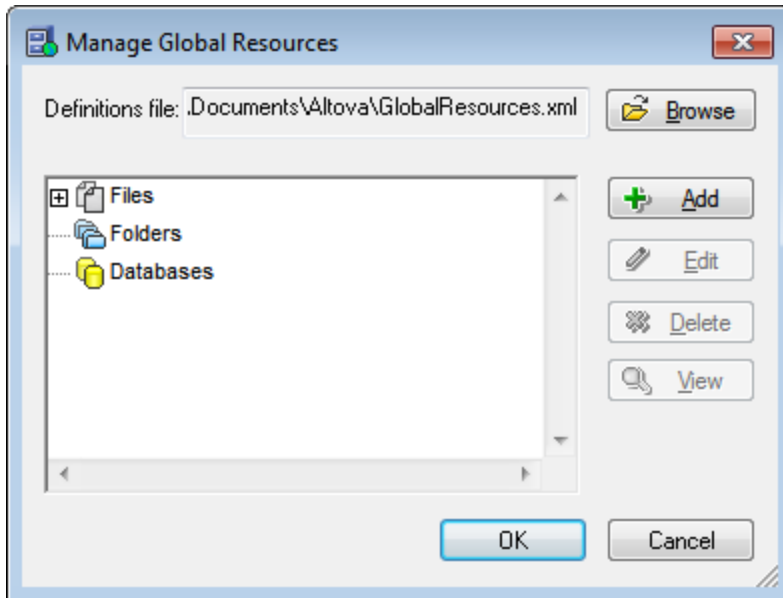 Manage Global Resources
Definitions file: .Documents\Altova\GlobalResources.xml Browse
Files
Folders
Databases
Add
Edit
Delete
View
OK Cancel